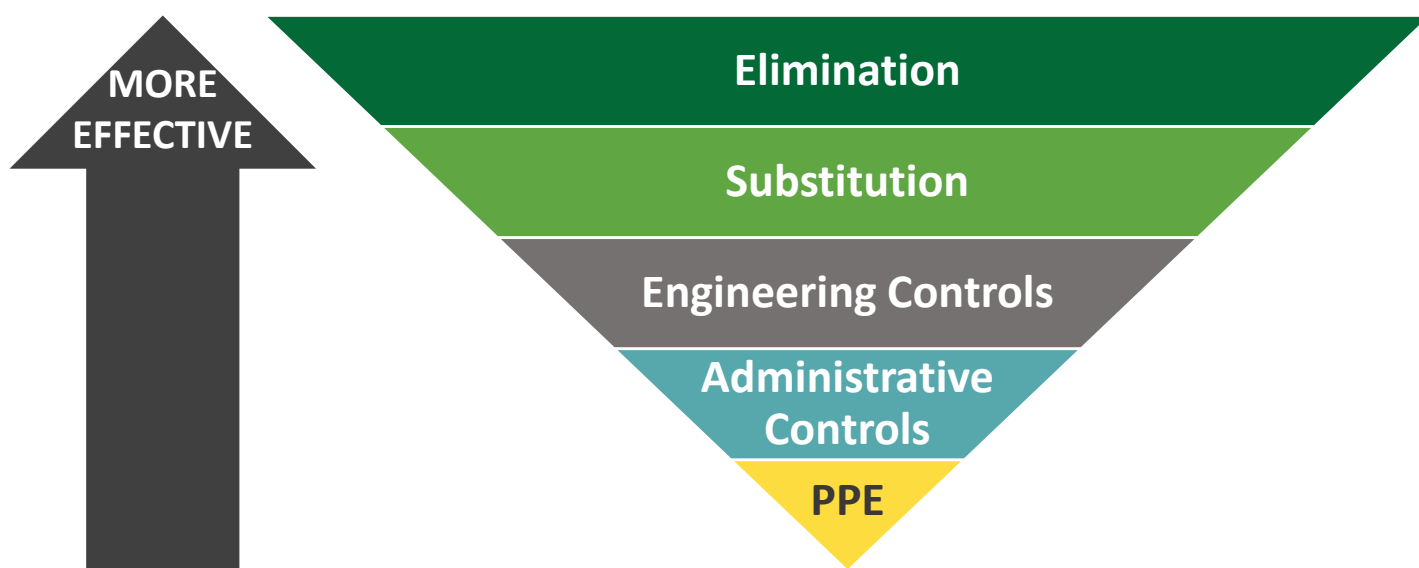 MORE
EFFECTIVE
Elimination
Substitution
Engineering Controls
Administrative
Controls
PPE